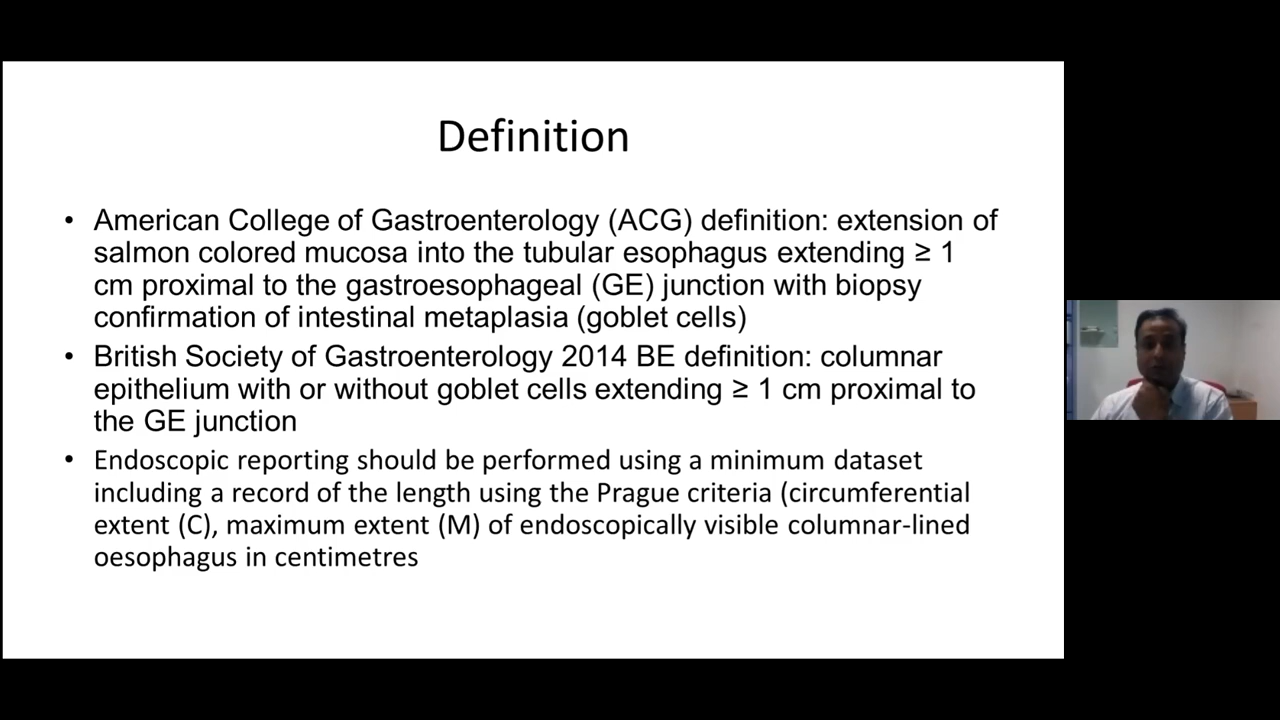 Definition
• American College of Gastroenterology (ACG) definition: extension of
salmon colored mucosa into the tubular esophagus extending ≥ 1
cm proximal to the gastroesophageal (GE) junction with biopsy
confirmation of intestinal metaplasia (goblet cells)
• British Society of Gastroenterology 2014 BE definition: columnar
epithelium with or without goblet cells extending ≥ 1 cm proximal to
the GE junction
• Endoscopic reporting should be performed using a minimum dataset
including a record of the length using the Prague criteria (circumferential
extent (C), maximum extent (M) of endoscopically visible columnar-lined
oesophagus in centimetres